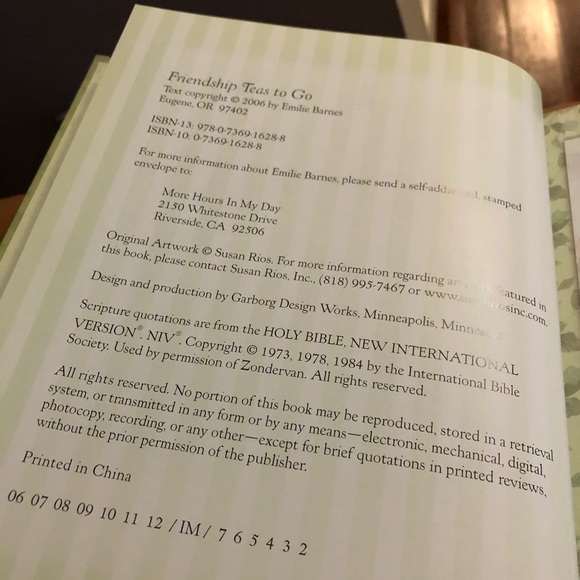 Friendship Teas to Go
Text copyright © 2006 by Emilie Barnes
Eugene, OR 97402
ISBN-13: 978-0-7369-1628-8
ISBN-10: 0-7369-1628-8
For more information about Emilie Barnes, please send a self-addressed, stamped
envelope to:
More Hours In My Day
2150 Whitestone Drive
Riverside, CA 92506
Original Artwork © Susan Rios. For more information regarding featured in
this book, please contact Susan Rios, Inc., (818) 995-7467 or
Design and production by Garborg Design Works, Minneapolis, Minnesota
Scripture quotations are from the HOLY BIBLE, NEW INTERNATIONAL
VERSION®. NIV®. Copyright © 1973, 1978, 1984 by the International Bible
Society. Used by permission of Zondervan. All rights reserved.
All rights reserved. No portion of this book may be reproduced, stored in a retrieval
system, or transmitted in any form or by any means—electronic, mechanical, digital,
photocopy, recording, or any other—except for brief quotations in printed reviews,
without the prior permission of the publisher.
Printed in China
06 07 08 09 10 11 12 / IM / 7 6 5 4 3 2